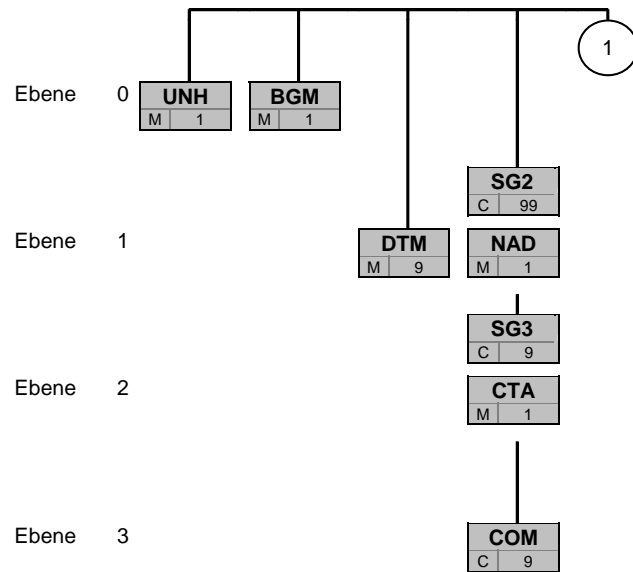 1
Ebene 0 UNH BGM
M 1 M 1
SG2
C 99
Ebene 1 DTM NAD
M 9 M 1
SG3
C 9
Ebene 2 CTA
M 1
Ebene 3 COM
C 9